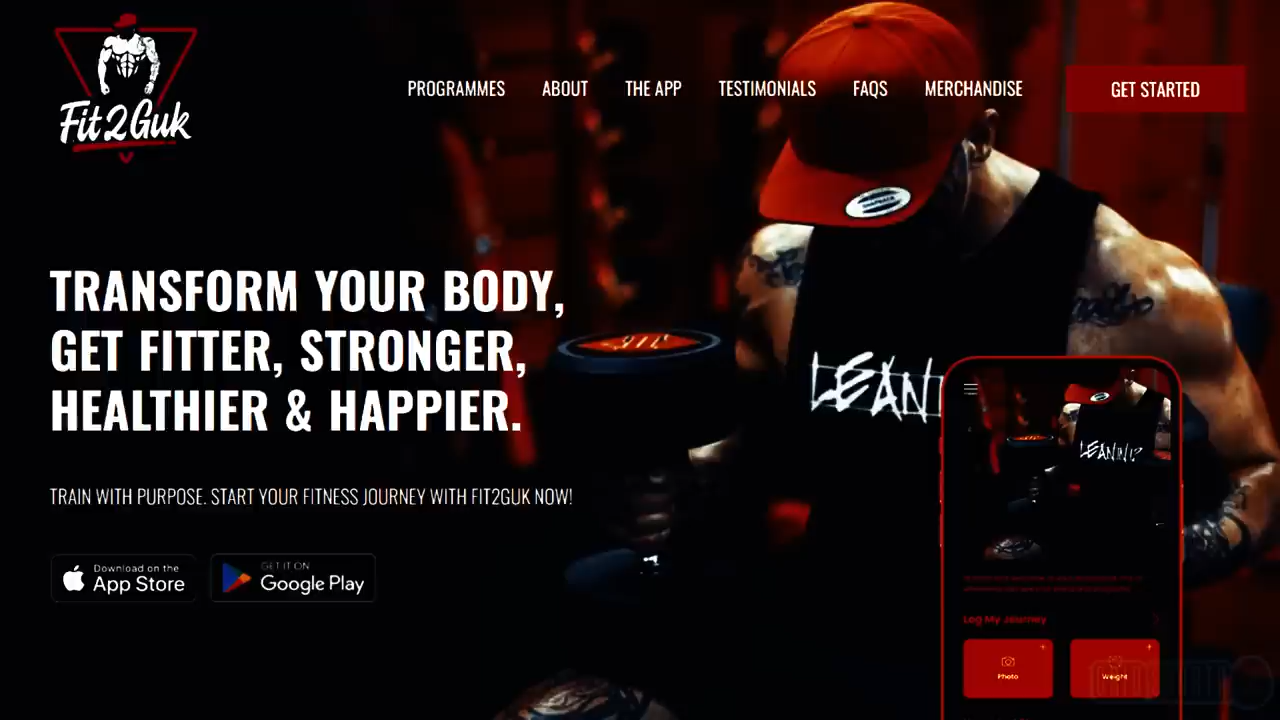 Fit2Guk
PROGRAMMES ABOUT THE APP TESTIMONIALS FAQS MERCHANDISE GET STARTED
TRANSFORM YOUR BODY,
GET FITTER, STRONGER,
HEALTHIER & HAPPIER.
TRAIN WITH PURPOSE. START YOUR FITNESS JOURNEY WITH FIT2GUK NOW!
Download on the
App Store
GET IT ON
Google Play
LEAN
Log My Journey
Photo
Weight